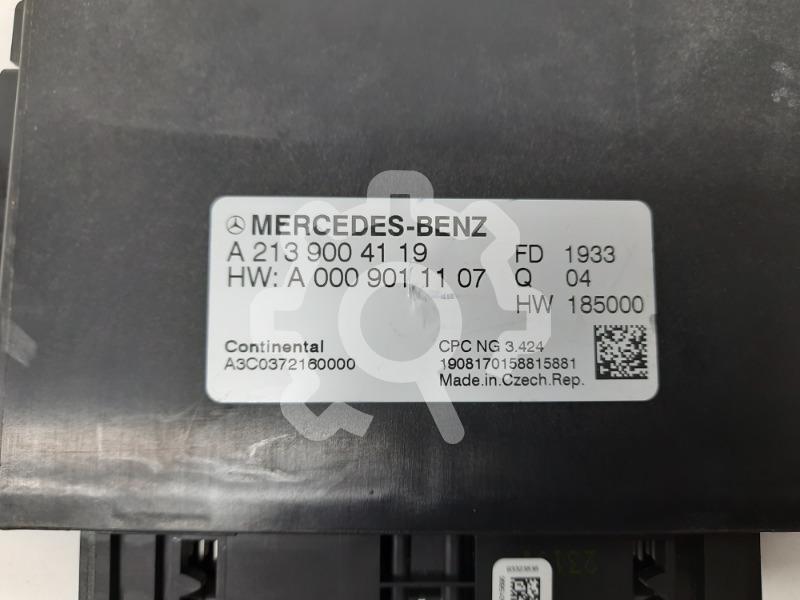 MERCEDES-BENZ
A 213 900 41 19 FD 1933
HW: A 000 901 11 07 Q 04
HW 185000
Continental CPC NG 3.424
A3C0372160000 1908170158815881
Made.in.Czech.Rep.